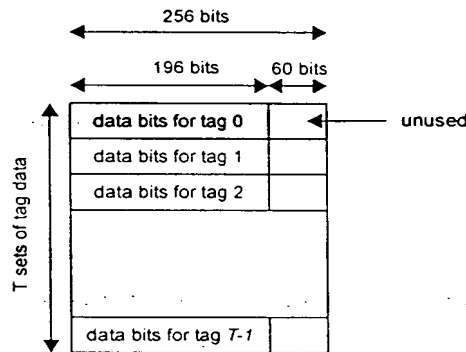 256 bits
196 bits 60 bits
data bits for tag 0 unused
data bits for tag 1
data bits for tag 2
T sets of tag data
data bits for tag T-1